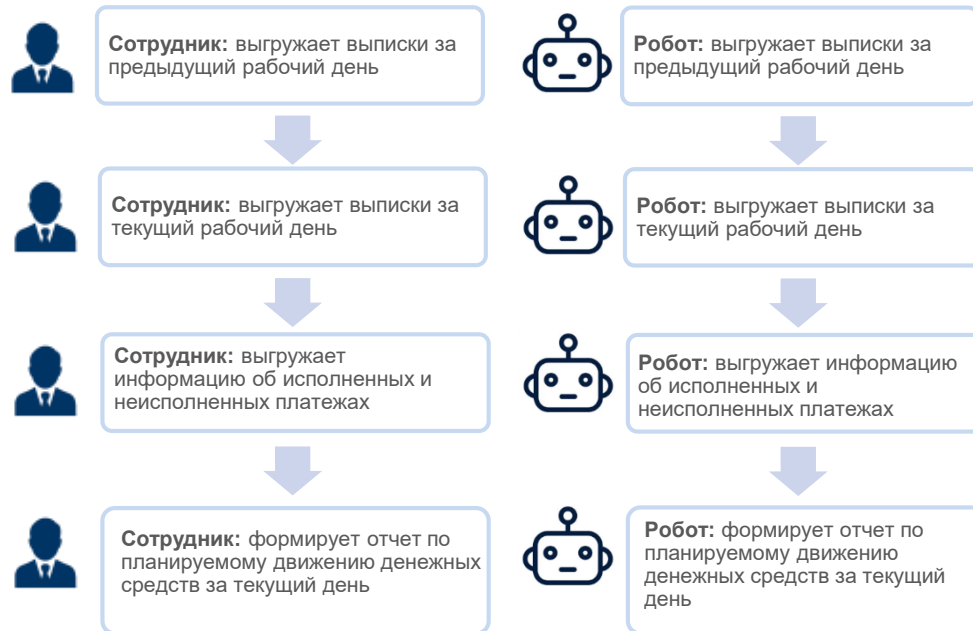 Сотрудник: выгружает выписки за
предыдущий рабочий день
Робот: выгружает выписки за
предыдущий рабочий день
Сотрудник: выгружает выписки за
текущий рабочий день
Робот: выгружает выписки за
текущий рабочий день
Сотрудник: выгружает
информацию об исполненных и
неисполненных платежах
Робот: выгружает информацию
об исполненных и
неисполненных платежах
Сотрудник: формирует отчет по
планируемому движению денежных
средств за текущий день
Робот: формирует отчет по
планируемому движению
денежных средств за текущий
день